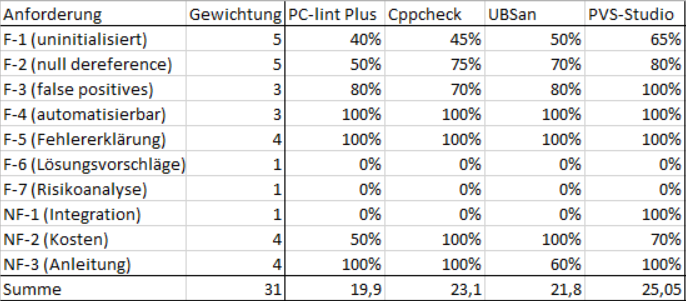 Anforderung Gewichtung PC-lint Plus Cppcheck UBSan PVS-Studio
F-1 (uninitialisiert) 5 40% 45% 50% 65%
F-2 (null dereference) 5 50% 75% 70% 80%
F-3 (false positives) 3 80% 70% 80% 100%
F-4 (automatisierbar) 3 100% 100% 100% 100%
F-5 (Fehlererklärung) 4 100% 100% 100% 100%
F-6 (Lösungsvorschläge) 1 0% 0% 0% 0%
F-7 (Risikoanalyse) 1 0% 0% 0% 0%
NF-1 (Integration) 1 0% 0% 0% 100%
NF-2 (Kosten) 4 50% 100% 100% 70%
NF-3 (Anleitung) 4 100% 100% 60% 100%
Summe 31 19,9 23,1 21,8 25,05